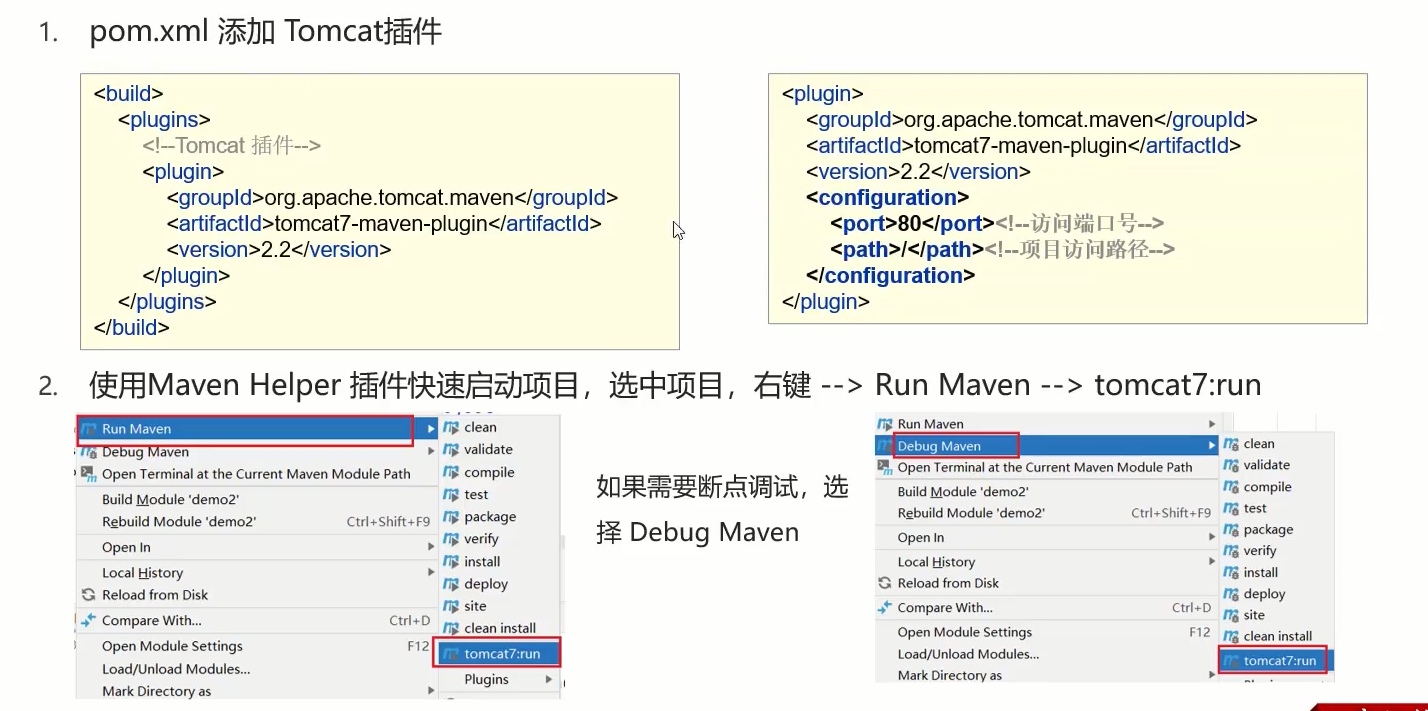 1. pom.xml 添加 Tomcat插件
<build>
<plugins>
<!--Tomcat 插件-->
<plugin>
<groupId>org.apache.tomcat.maven</groupId>
<artifactId>tomcat7-maven-plugin</artifactId>
<version>2.2</version>
</plugin>
</plugins>
</build>
<plugin>
<groupId>org.apache.tomcat.maven</groupId>
<artifactId>tomcat7-maven-plugin</artifactId>
<version>2.2</version>
<configuration>
<port>80</port><!--访问端口号-->
<path>/</path><!--项目访问路径-->
</configuration>
</plugin>
2. 使用Maven Helper 插件快速启动项目，选中项目，右键 --> Run Maven --> tomcat7:run
Run Maven
Debug Maven
Open Terminal at the Current Maven Module Path
Build Module 'demo2'
Rebuild Module 'demo2' Ctrl+Shift+F9
Open In
Local History
Reload from Disk
Compare With... Ctrl+D
Open Module Settings F12
Load/Unload Modules...
Mark Directory as
clean
validate
compile
test
package
verify
install
deploy
site
clean install
tomcat7:run
Plugins
如果需要断点调试，选
择 Debug Maven
Run Maven
Debug Maven
Open Terminal at the Current Maven Module Path
Build Module 'demo2'
Rebuild Module 'demo2' Ctrl+Shift+F9
Open In
Local History
Reload from Disk
Compare With... Ctrl+D
Open Module Settings F12
Load/Unload Modules...
Mark Directory as
clean
validate
compile
test
package
verify
install
deploy
site
clean install
tomcat7:run